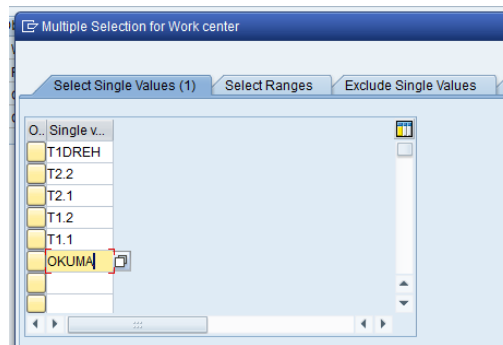 Multiple Selection for Work center
Select Single Values (1) Select Ranges Exclude Single Values
O.. Single v...
T1DREH
T2.2
T2.1
T1.2
T1.1
OKUMA